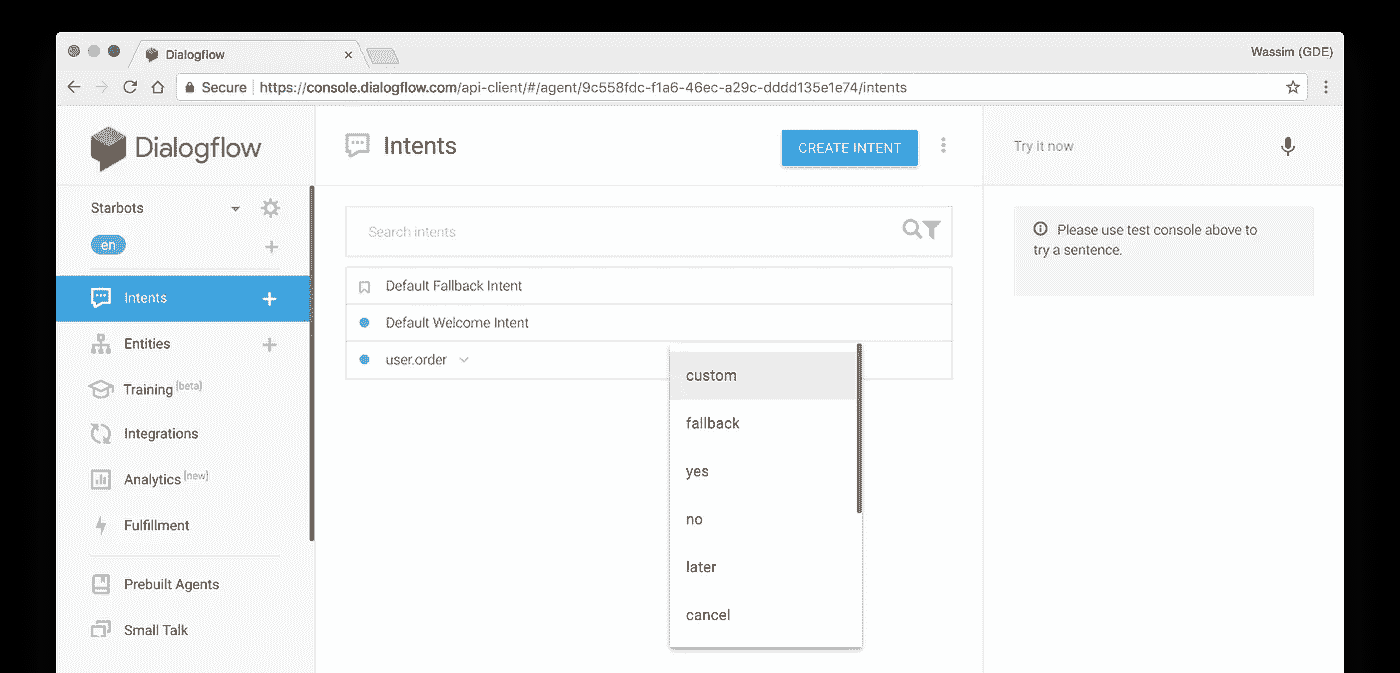 Dialogflow
Wassim (GDE)
Secure https://console.dialogflow.com/api-client/#/agent/9c558fdc-f1a6-46ec-a29c-dddd135e1e74/intents
Dialogflow
Starbots
en
Intents
Entities
Training [beta]
Integrations
Analytics [new]
Fulfillment
Prebuilt Agents
Small Talk
Intents
CREATE INTENT
Search intents
Default Fallback Intent
Default Welcome Intent
user.order
custom
fallback
yes
no
later
cancel
Try it now
Please use test console above to
try a sentence.